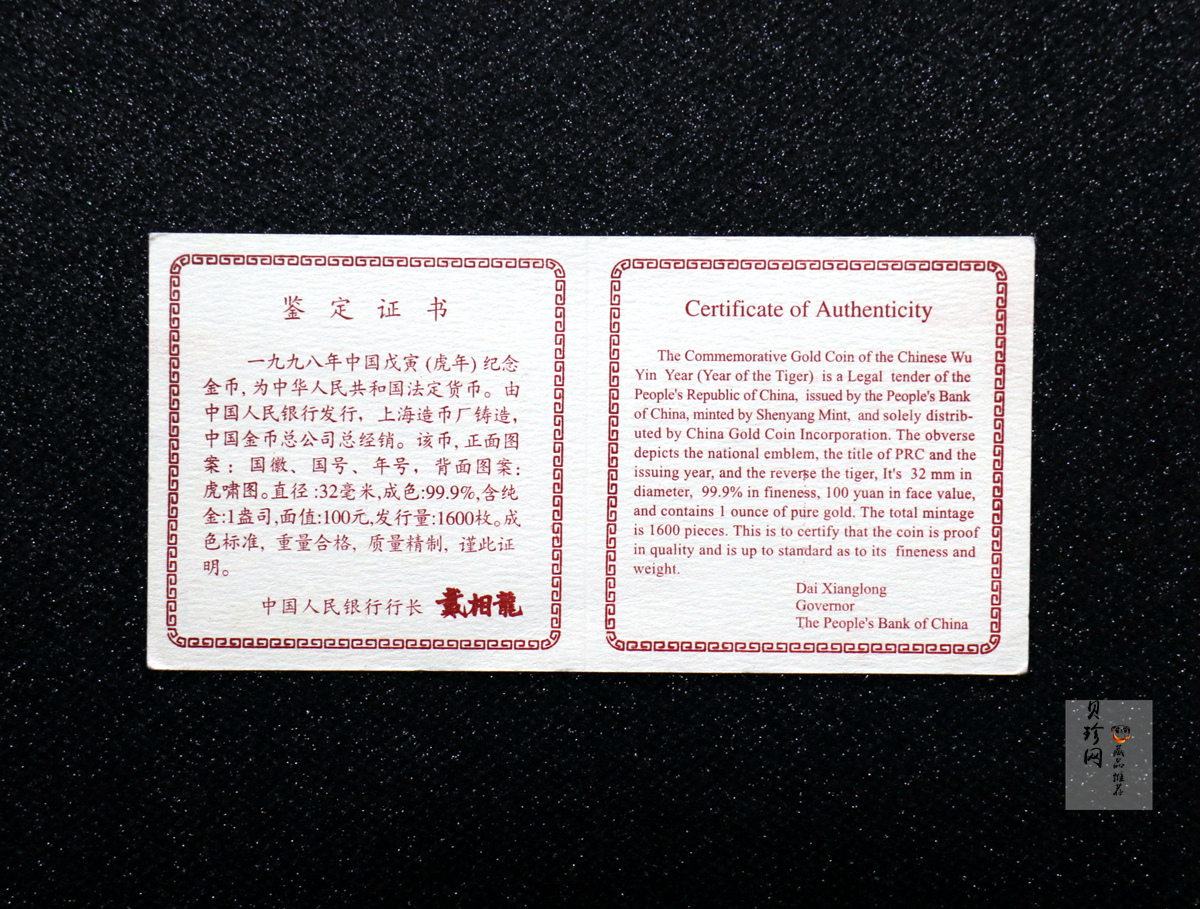 鉴定证书
一九九八年中国戊寅(虎年)纪念
金币,为中华人民共和国法定货币。由
中国人民银行发行,上海造币厂铸造,
中国金币总公司总经销。该币,正面图
案:国徽、国号、年号,背面图案:
虎啸图。直径:32毫米,成色:99.9%,含纯
金:1盎司,面值:100元,发行量:1600枚。成
色标准,重量合格,质量精制,谨此证
明。
中国人民银行行长 戴相龍
Certificate of Authenticity
The Commemorative Gold Coin of the Chinese Wu
Yin Year (Year of the Tiger) is a Legal tender of the
People's Republic of China, issued by the People's Bank
of China, minted by Shenyang Mint, and solely distrib-
uted by China Gold Coin Incorporation. The obverse
depicts the national emblem, the title of PRC and the
issuing year, and the reverse the tiger, It's 32 mm in
diameter, 99.9% in fineness, 100 yuan in face value,
and contains 1 ounce of pure gold. The total mintage
is 1600 pieces. This is to certify that the coin is proof
in quality and is up to standard as to its fineness and
weight.
Dai Xianglong
Governor
The People's Bank of China
贝珍网
藏品推荐